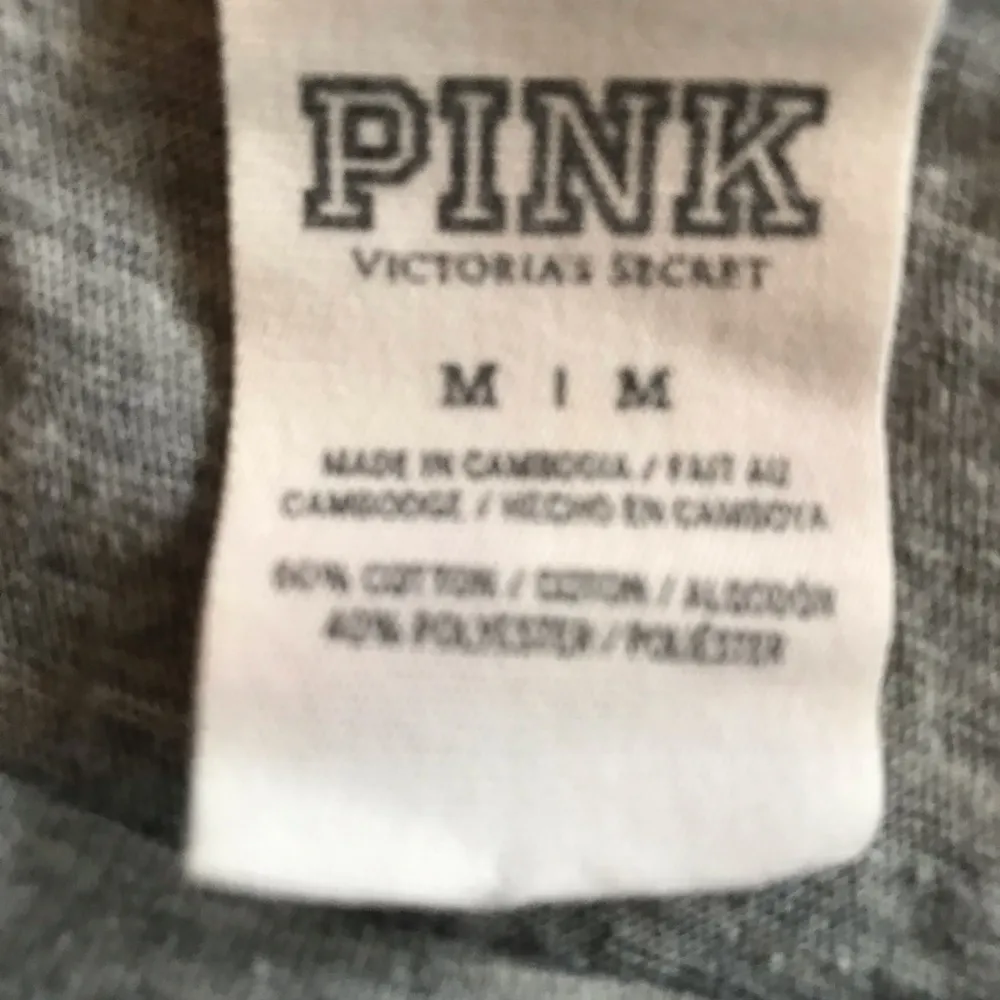 PINK
VICTORIA'S SECRET
M | M
MADE IN CAMBODIA / FAIT AU
CAMBODGE / HECHO EN CAMBOYA
60% COTTON / COTON / ALGODÓN
40% POLYESTER / POLIÉSTER